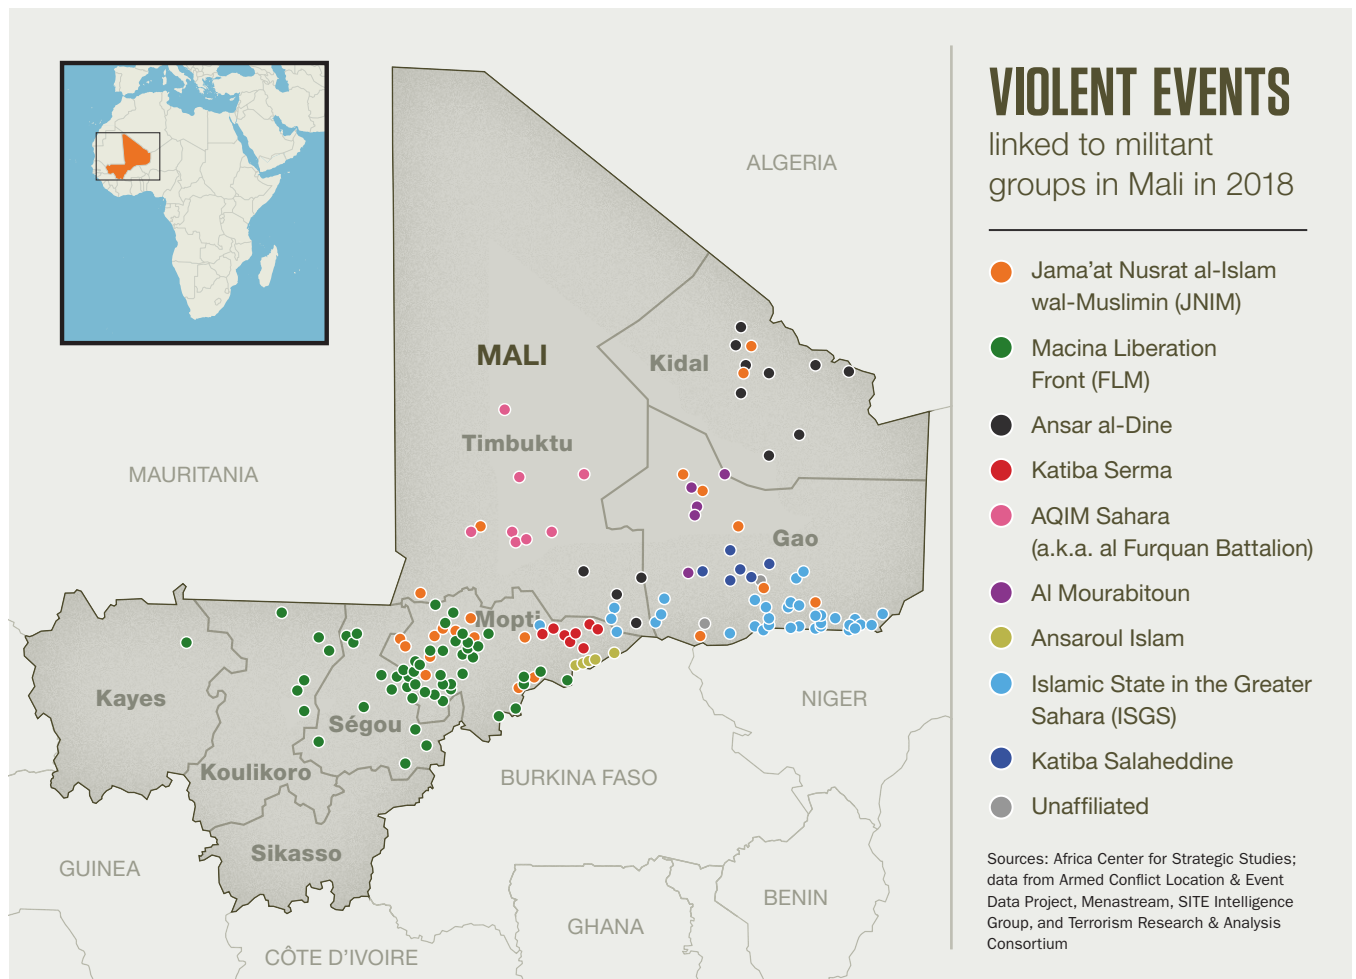 VIOLENT EVENTS
linked to militant
groups in Mali in 2018
Jama’at Nusrat al-Islam
wal-Muslimin (JNIM)
Macina Liberation
Front (FLM)
Ansar al-Dine
Katiba Serma
AQIM Sahara
(a.k.a. al Furquan Battalion)
Al Mourabitoun
Ansaroul Islam
Islamic State in the Greater
Sahara (ISGS)
Katiba Salaheddine
Unaffiliated
Sources: Africa Center for Strategic Studies;
data from Armed Conflict Location & Event
Data Project, Menastream, SITE Intelligence
Group, and Terrorism Research & Analysis
Consortium
ALGERIA
MALI
Kidal
Timbuktu
MAURITANIA
Gao
Mopti
Kayes
NIGER
Ségou
Koulikoro
BURKINA FASO
Sikasso
GUINEA
BENIN
GHANA
CÔTE D’IVOIRE